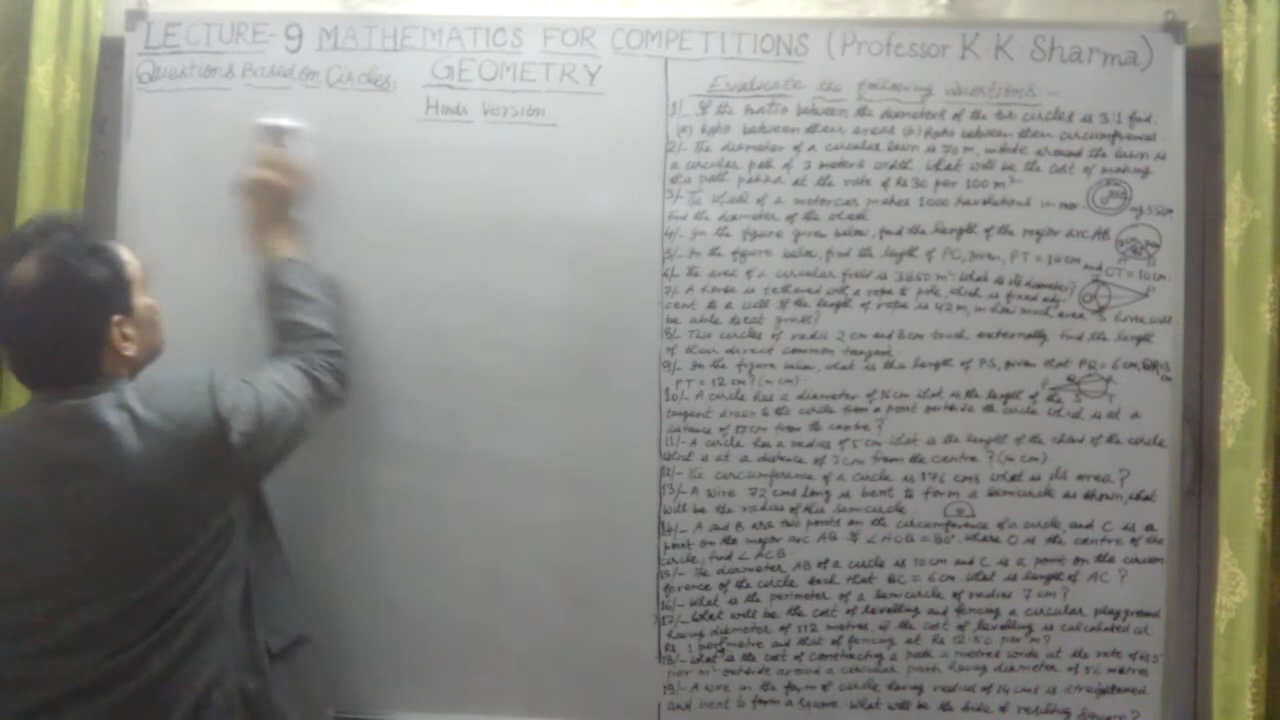 LECTURE-9 MATHEMATICS FOR COMPETITIONS (Professor K.K Sharma)
Questions Based on Circles:
GEOMETRY
Hindi Version
Evaluate the following questions:-
1/- If the ratio between the diameters of the two circles is 3:1 find.
(a) Ratio between their areas (b) Ratio between their circumferences
2/- The diameter of a circular lawn is 70 m, outside around the lawn is
a circular path of 3 meters width. What will be the cost of making
this path pakka at the rate of Rs 30 per 100 m²
3/- The wheel of a motorcar makes 1000 revolutions in
Find the diameter of the wheel
4/- In the figure given below, find the length of the major arc AB
5/- In the figure below, find the length of PC, given, PT = cm and OT = 10 cm
6/- The area of a circular field is 3850 m². What is its diameter?
7/- A horse is tethered with a rope to pole, which is fixed adj-
cent to a wall if the length of rope is 42 m, in how much area horse will
be able to eat grass?
8/- Two circles of radii 2 cm and 8 cm touch externally find the length
of their direct common tangent.
9/- In the figure below, what is the length of PS, given that PQ = 6 cm, QR =
PT = 12 cm? (in cm)
10/- A circle has a diameter of cm what is the length of the
tangent drawn to the circle from a point outside the circle which is at a
distance of 17 cm from the centre?
11/- A circle has a radius of 5 cm what is the length of the chord of the circle
which is at a distance of 3 cm from the centre? (in cm)
12/- The circumference of a circle is 176 cms what is its area?
13/- A wire 72 cms long is bent to form a semicircle as shown, what
will be the radius of this semicircle.
14/- A and B are two points on the circumference of a circle, and C is a
point on the major arc AB. If ∠AOB = 80°. where O is the centre of the
circle, find ∠ACB.
15/- The diameter AB of a circle is 10 cm and C is a point on the circum-
ference of the circle such that BC = 6 cm. What is length of AC?
16/- What is the perimeter of a semicircle of radius 7 cm?
17/- What will be the cost of levelling and fencing a circular playground
having diameter of 112 metres, if the cost of levelling is calculated at
Rs 1 per metre and that of fencing at Rs 12.50 per m?
18/- What is the cost of constructing a path metres wide at the rate of Rs 5
per m² outside around a circular park having diameter of 56 metres
19/- A wire in the form of circle having radius of 14 cms is straightened
and bent to form a square. What will be the side of resulting square?